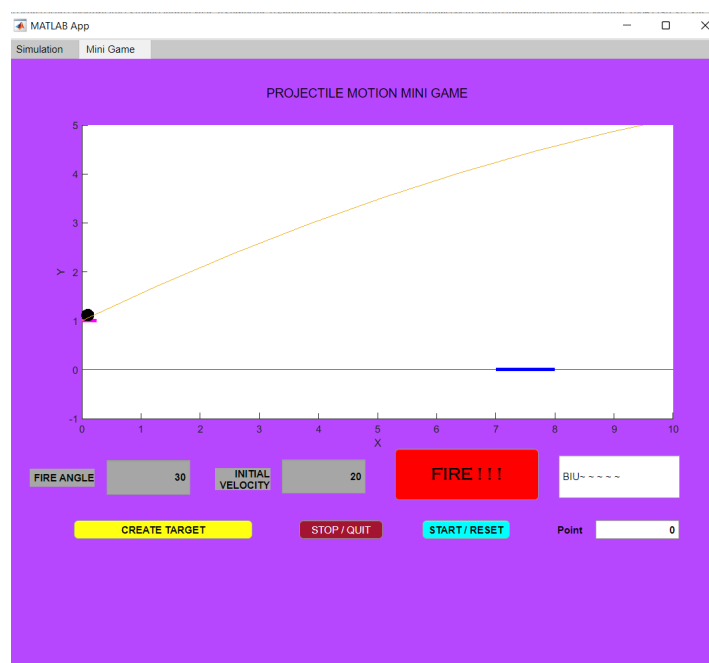 MATLAB App
Simulation Mini Game
PROJECTILE MOTION MINI GAME
5
4
3
Y 2
1
0
-1
0 1 2 3 4 5 6 7 8 9 10
X
FIRE ANGLE 30
INITIAL
VELOCITY 20
FIRE ! ! !
BIU~ ~ ~ ~ ~
CREATE TARGET
STOP / QUIT
START / RESET
Point 0